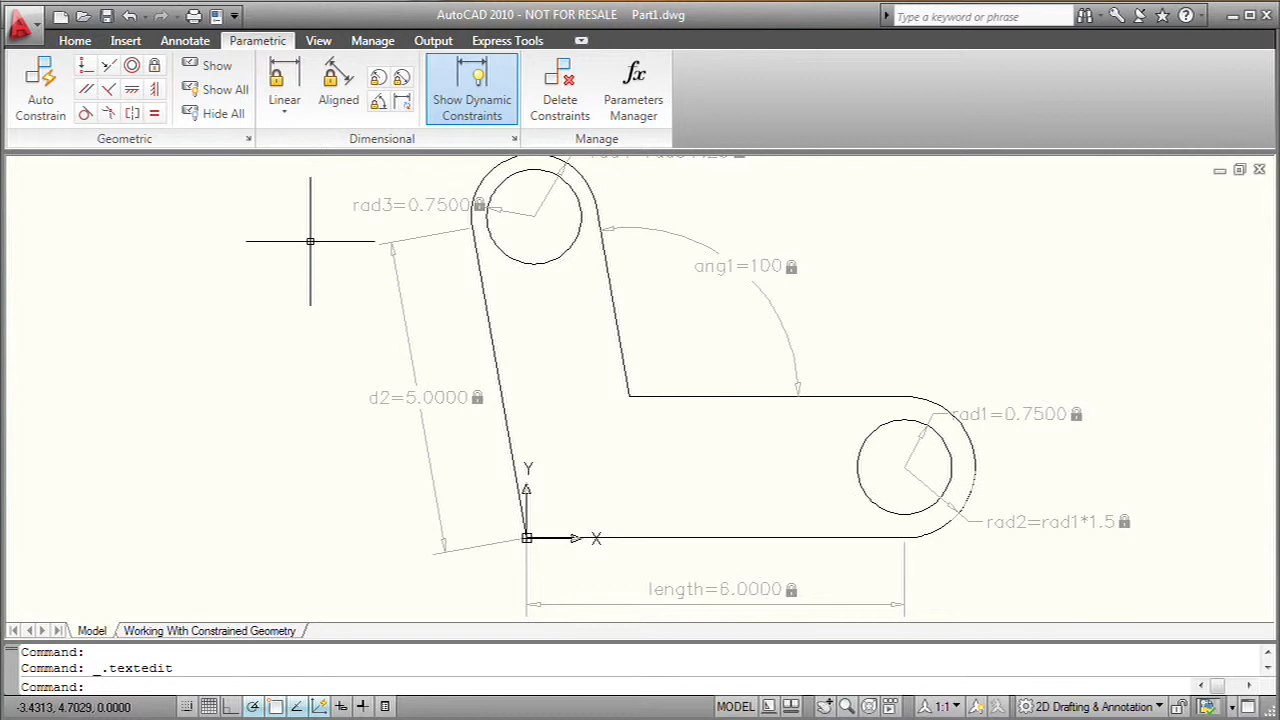 AutoCAD 2010 - NOT FOR RESALE Part1.dwg
Type a keyword or phrase
Home Insert Annotate Parametric View Manage Output Express Tools
Auto Constrain
Show
Show All
Hide All
Linear
Aligned
Show Dynamic Constraints
Delete Constraints
Parameters Manager
Geometric
Dimensional
Manage
rad3=0.7500
ang1=100
d2=5.0000
rad1=0.7500
Y
X
rad2=rad1*1.5
length=6.0000
Model Working With Constrained Geometry
Command:
Command: _.textedit
Command:
-3.4313, 4.7029, 0.0000
MODEL
1:1
2D Drafting & Annotation